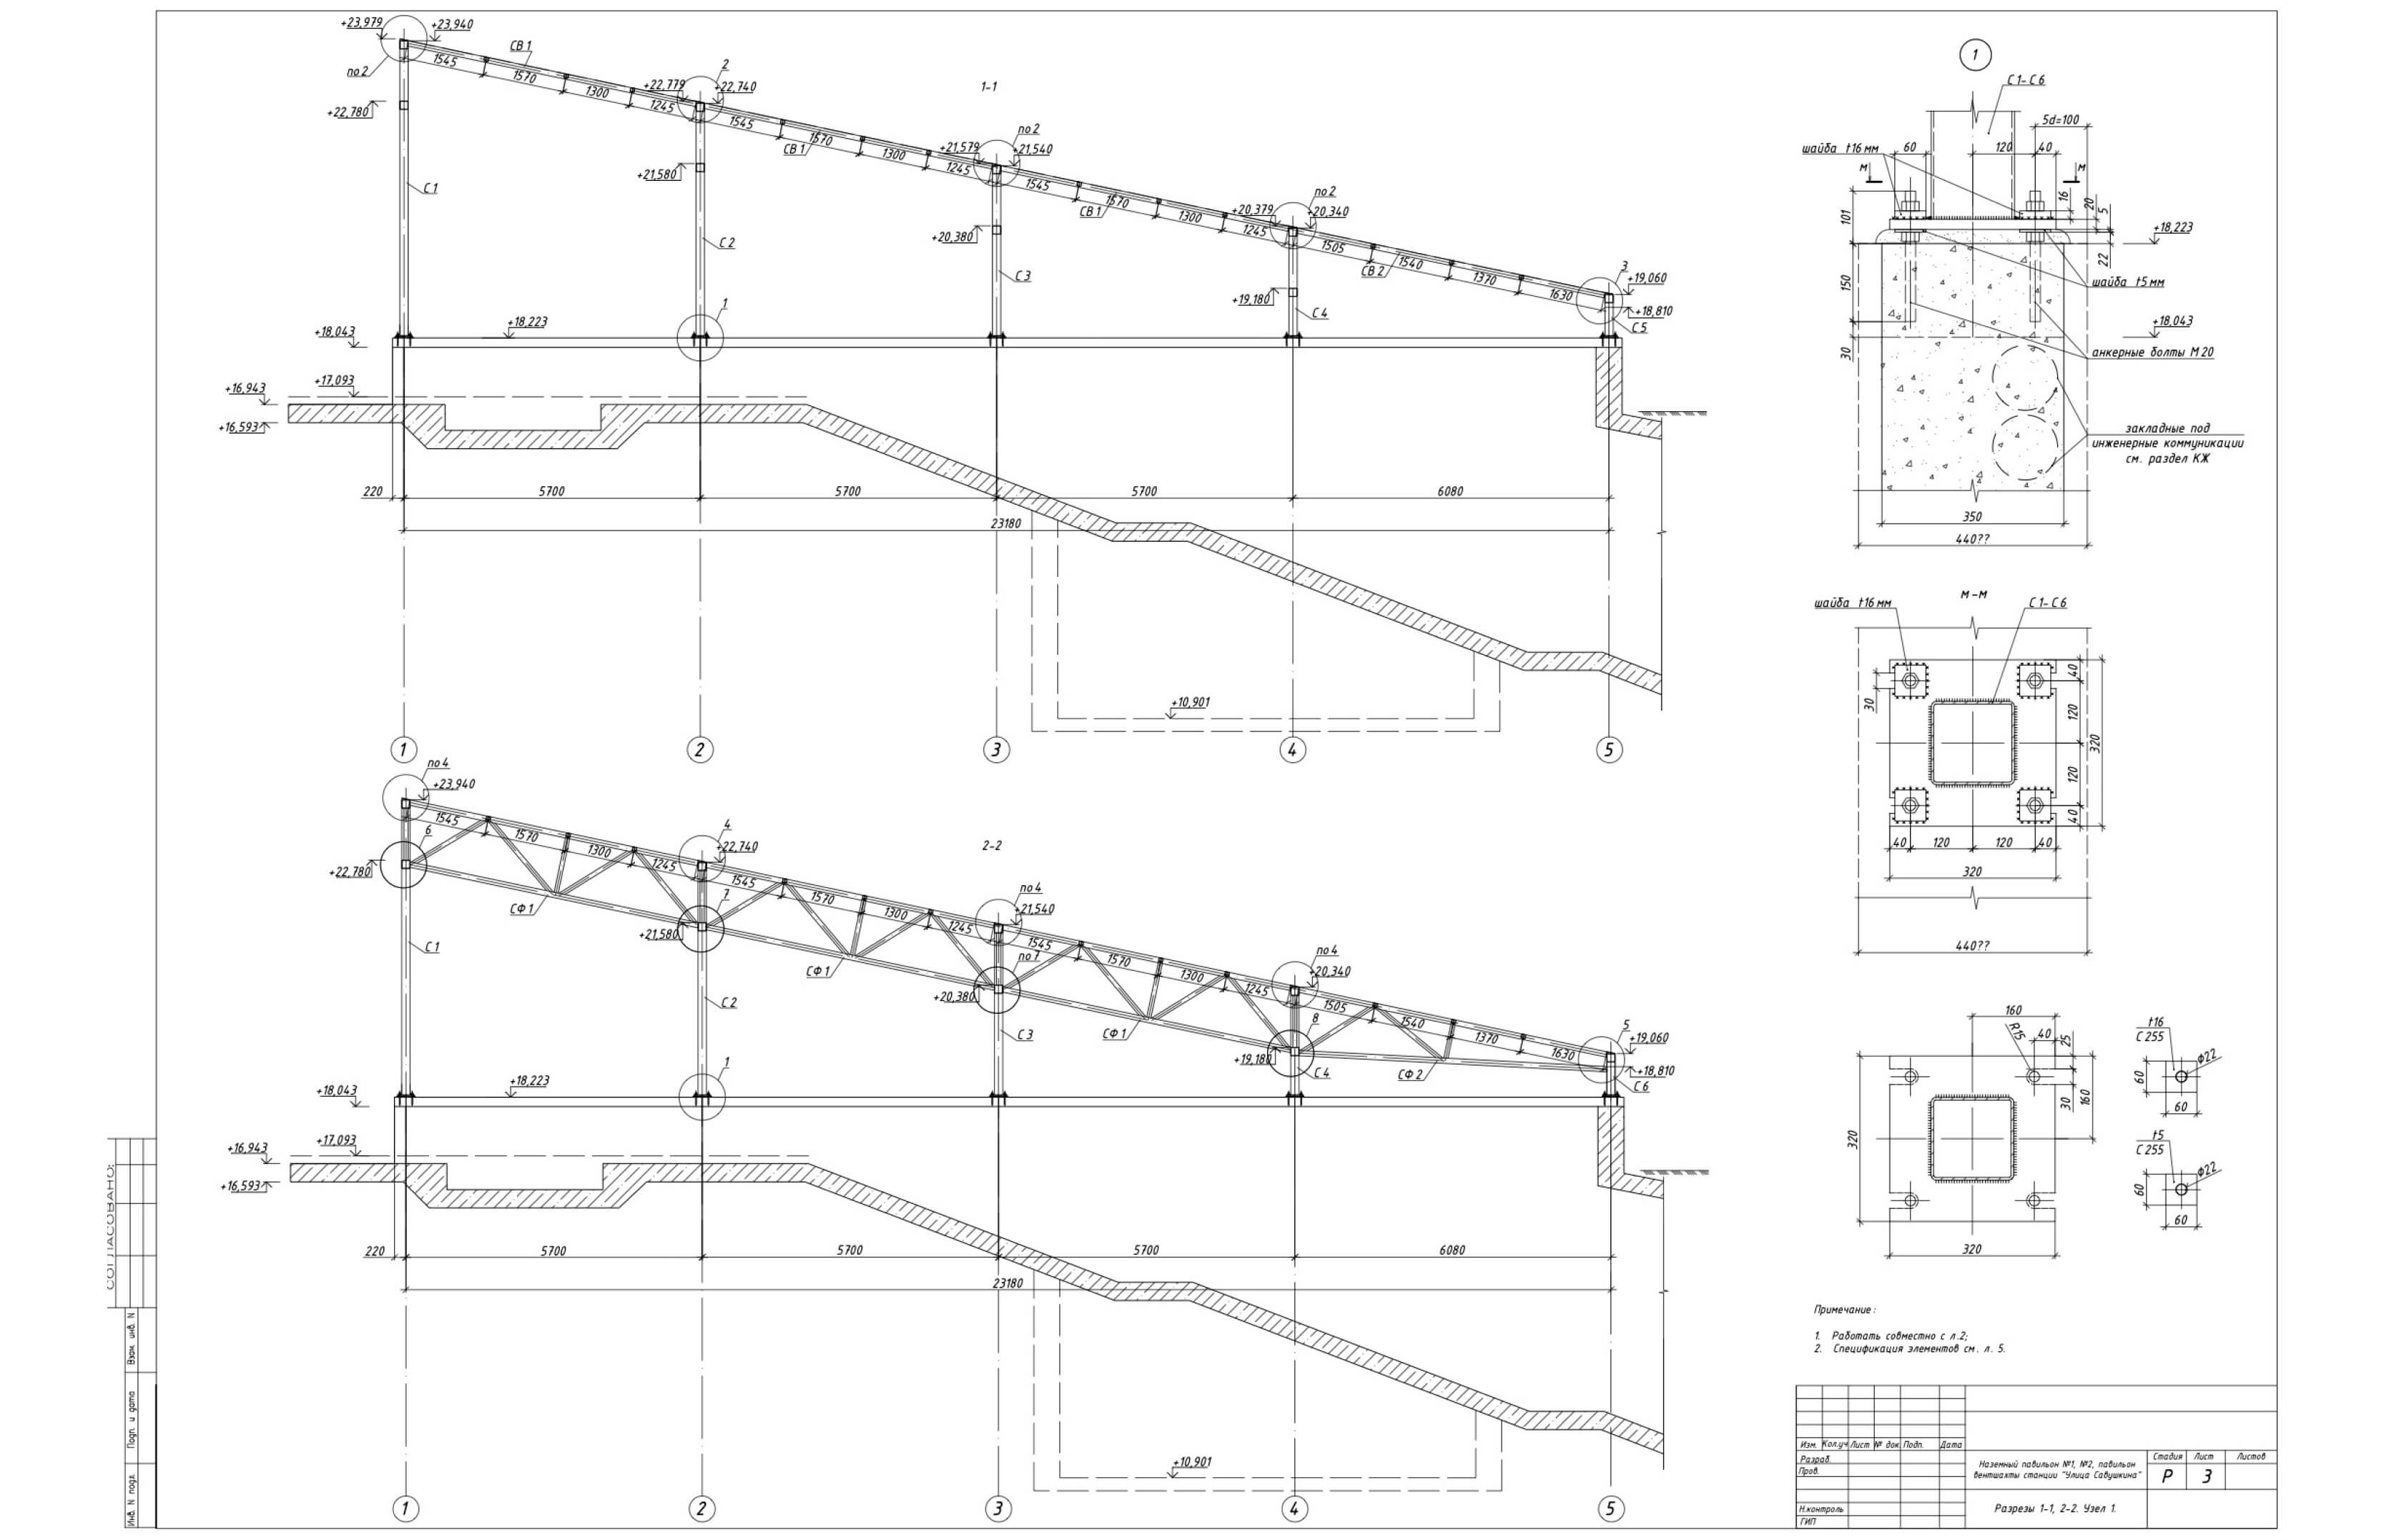 1-1
+23,979
+23,940
по 2
СВ 1
1545
1570
1300
1245
+22,780
С 1
+22,779
2
+22,740
1545
1570
1300
1245
СВ 1
+21,580
С 2
1
+21,579
по 2
+21,540
1545
1570
1300
1245
СВ 1
+20,380
С 3
+20,379
по 2
+20,340
1505
1540
1370
1630
СВ 2
+19,180
С 4
3
+19,060
+18,810
С 5
+18,043
+18,223
+16,943
+17,093
+16,593
220
5700
5700
5700
6080
23180
+10,901
1
2
3
4
5
2-2
по 4
+23,940
6
1545
1570
1300
1245
+22,780
СФ 1
С 1
4
+22,740
7
1545
1570
1300
1245
+21,580
СФ 1
С 2
1
по 4
+21,540
по 7
1545
1570
1300
1245
+20,380
СФ 1
С 3
по 4
+20,340
8
1505
1540
1370
1630
+19,180
С 4
СФ 2
5
+19,060
+18,810
С 6
+18,043
+18,223
+16,943
+17,093
+16,593
220
5700
5700
5700
6080
23180
+10,901
1
2
3
4
5
1
С 1- С 6
5d=100
шайба t16 мм
60
120
40
м
м
16
20
5
101
+18,223
22
150
шайба t5 мм
+18,043
30
анкерные болты М 20
закладные под
инженерные коммуникации
см. раздел КЖ
350
440??
м-м
шайба t16 мм
С 1- С 6
30
40
120
120
40
320
40
120
120
40
320
440??
160
R15
40
25
30
160
320
320
t16
С 255
Ф22
60
60
t5
С 255
Ф22
60
60
Примечание :
1. Работать совместно с л.2;
2. Спецификация элементов см. л. 5.
СОГЛАСОВАНО:
Взам. инв. N
Подп. и дата
Инв. N подл.
Изм. Кол.уч Лист № док. Подп. Дата
Разраб.
Пров.
Н.контроль
ГИП
Наземный павильон №1, №2, павильон
вентшахты станции "Улица Савушкина"
Стадия Лист Листов
Р 3
Разрезы 1-1, 2-2. Узел 1.